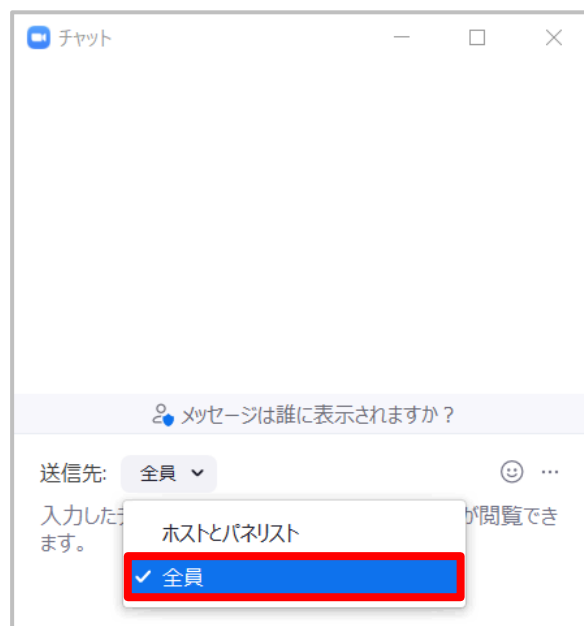 チャット
メッセージは誰に表示されますか？
送信先: 全員
入力した
が閲覧でき
ます。
ホストとパネリスト
全員